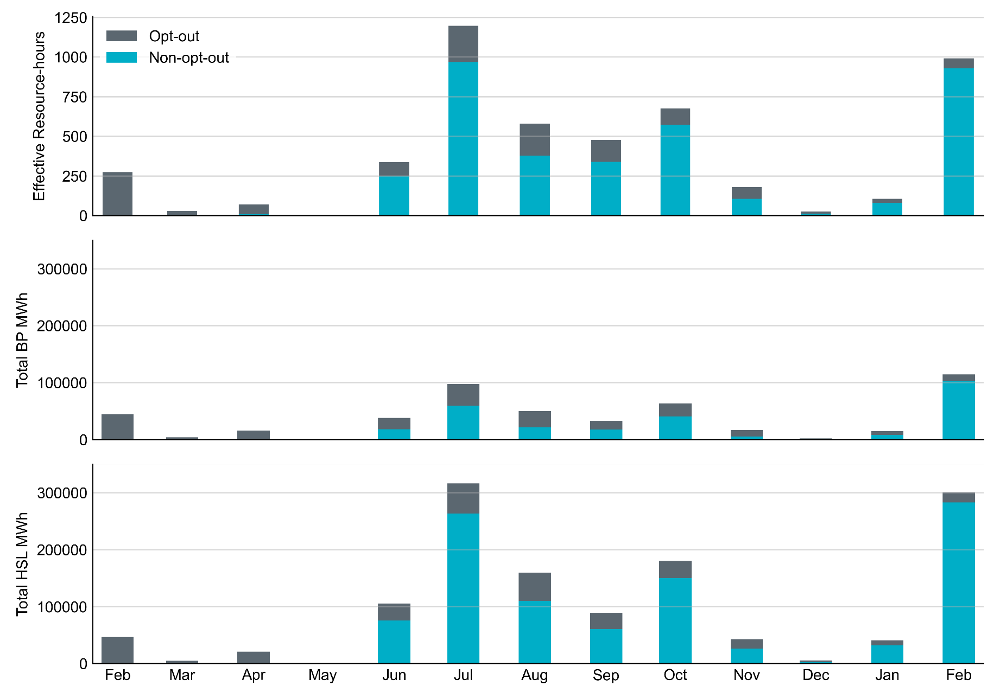 Effective Resource-hours
1250
1000
750
500
250
0
Opt-out
Non-opt-out
Total BP MWh
300000
200000
100000
0
Total HSL MWh
300000
200000
100000
0
Feb Mar Apr May Jun Jul Aug Sep Oct Nov Dec Jan Feb